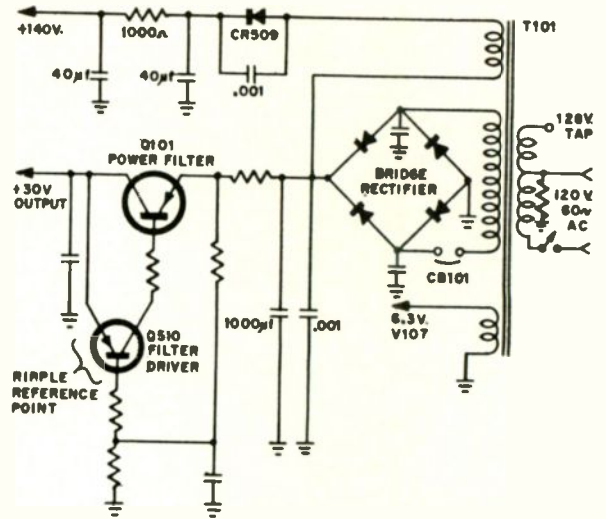 +140V.
1000Ω
CR509
T101
40µf
40µf
.001
Q101
POWER FILTER
128V.
TAP
BRIDGE
RECTIFIER
+30V
OUTPUT
120V.
60~
AC
CB101
1000µf
.001
6.3V.
V107
Q510
FILTER
DRIVER
RIPPLE
REFERENCE
POINT